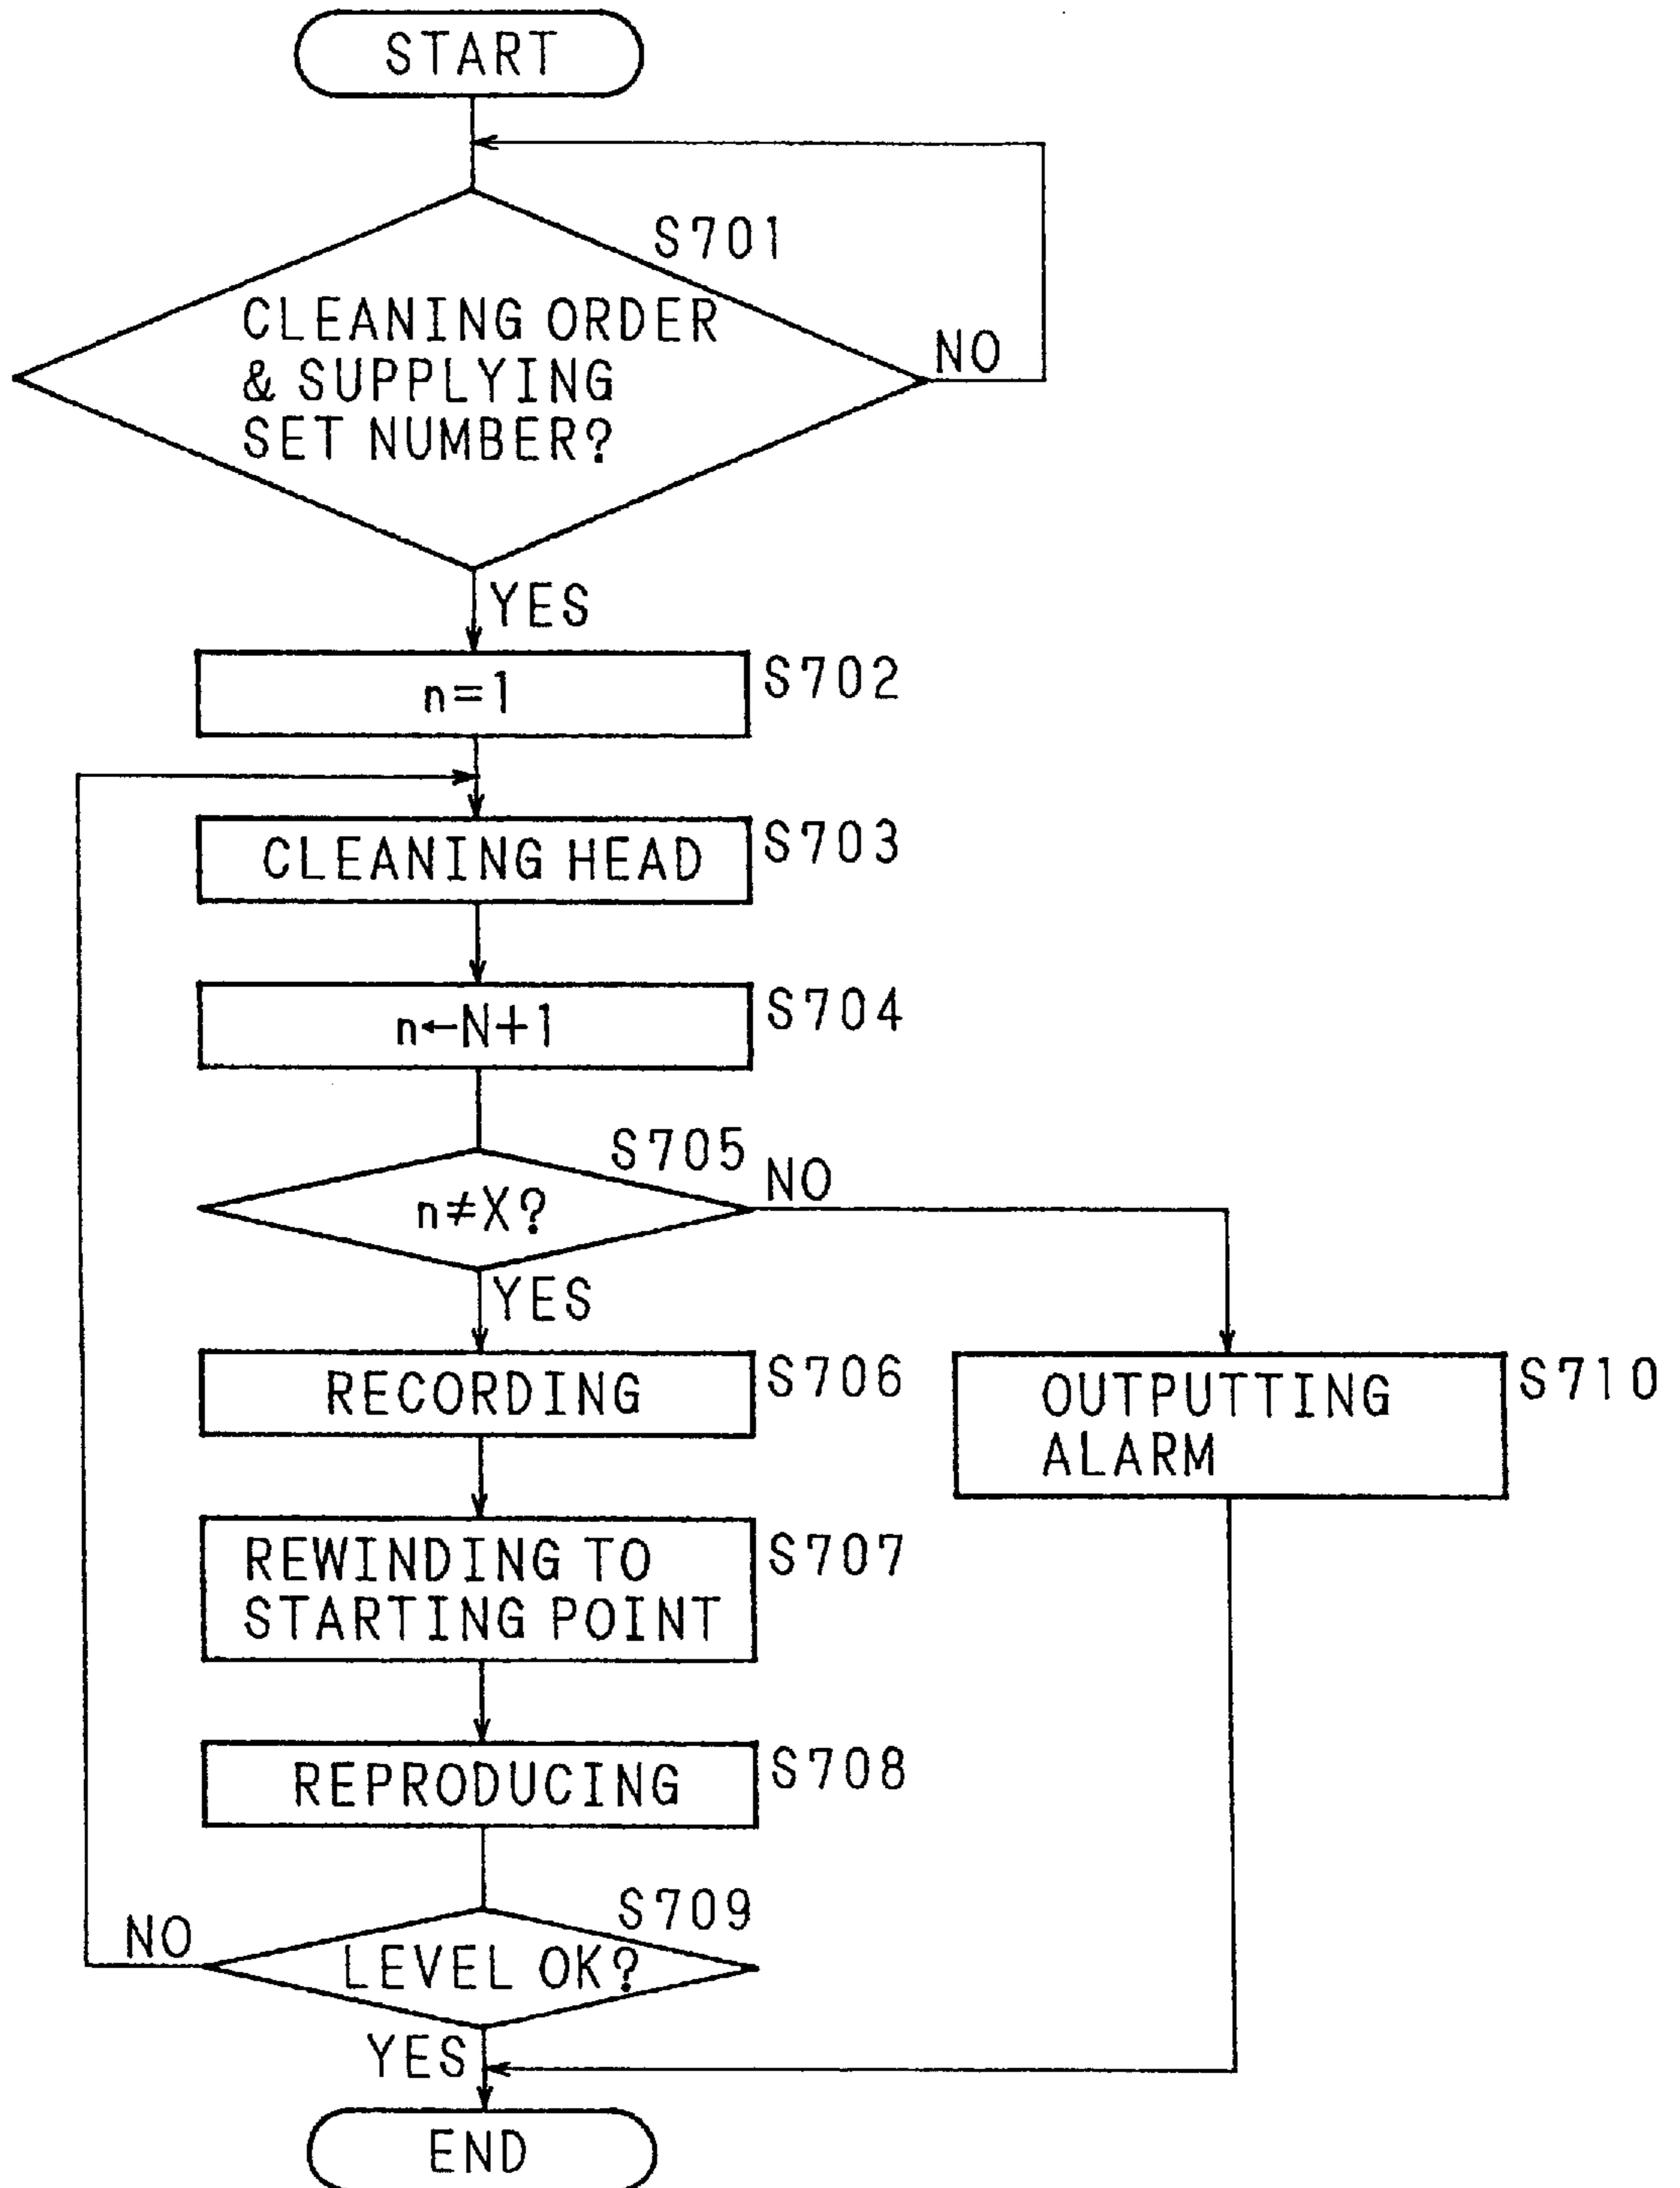 START
S701
CLEANING ORDER
& SUPPLYING
SET NUMBER?
NO
YES
n=1
S702
CLEANING HEAD
S703
n←N+1
S704
S705
n≠X?
NO
YES
RECORDING
S706
OUTPUTTING
ALARM
S710
REWINDING TO
STARTING POINT
S707
REPRODUCING
S708
S709
LEVEL OK?
NO
YES
END